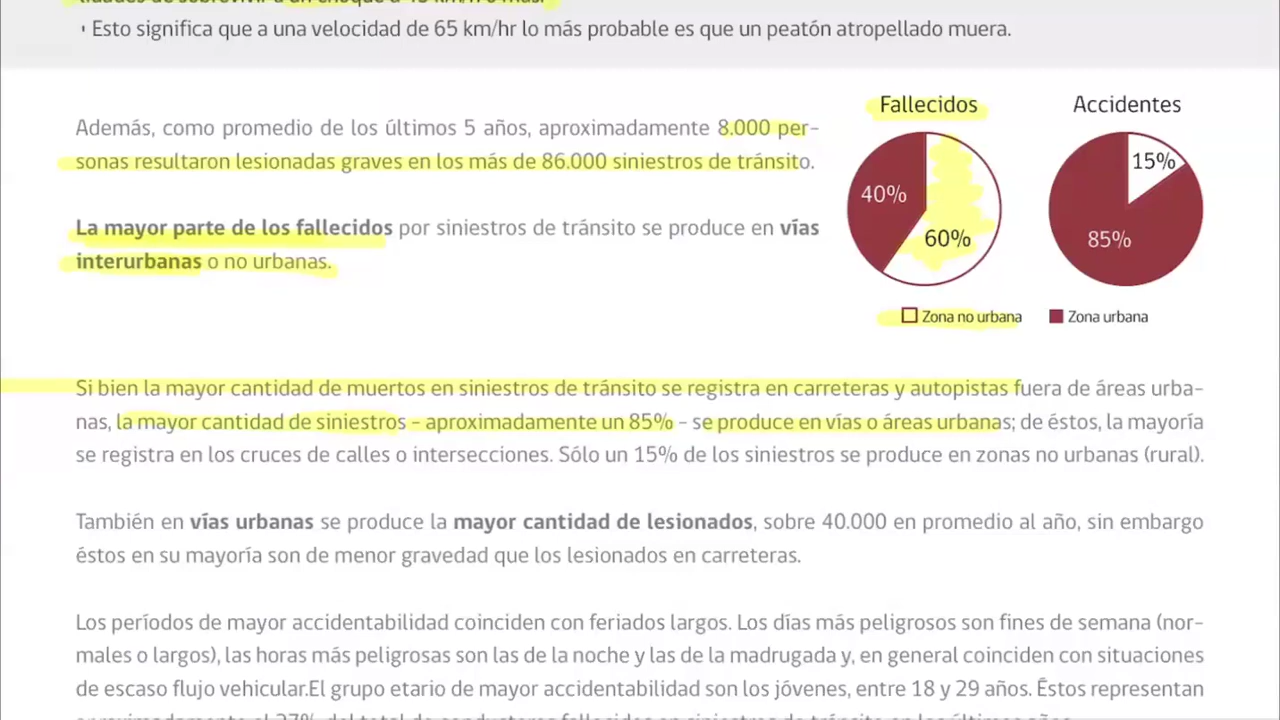 · Esto significa que a una velocidad de 65 km/hr lo más probable es que un peatón atropellado muera.
Además, como promedio de los últimos 5 años, aproximadamente 8.000 per-
sonas resultaron lesionadas graves en los más de 86.000 siniestros de tránsito.
La mayor parte de los fallecidos por siniestros de tránsito se produce en vías
interurbanas o no urbanas.
Fallecidos
40%
60%
Accidentes
15%
85%
Zona no urbana
Zona urbana
Si bien la mayor cantidad de muertos en siniestros de tránsito se registra en carreteras y autopistas fuera de áreas urba-
nas, la mayor cantidad de siniestros – aproximadamente un 85% – se produce en vías o áreas urbanas; de éstos, la mayoría
se registra en los cruces de calles o intersecciones. Sólo un 15% de los siniestros se produce en zonas no urbanas (rural).
También en vías urbanas se produce la mayor cantidad de lesionados, sobre 40.000 en promedio al año, sin embargo
éstos en su mayoría son de menor gravedad que los lesionados en carreteras.
Los períodos de mayor accidentabilidad coinciden con feriados largos. Los días más peligrosos son fines de semana (nor-
males o largos), las horas más peligrosas son las de la noche y las de la madrugada y, en general coinciden con situaciones
de escaso flujo vehicular.El grupo etario de mayor accidentabilidad son los jóvenes, entre 18 y 29 años. Éstos representan